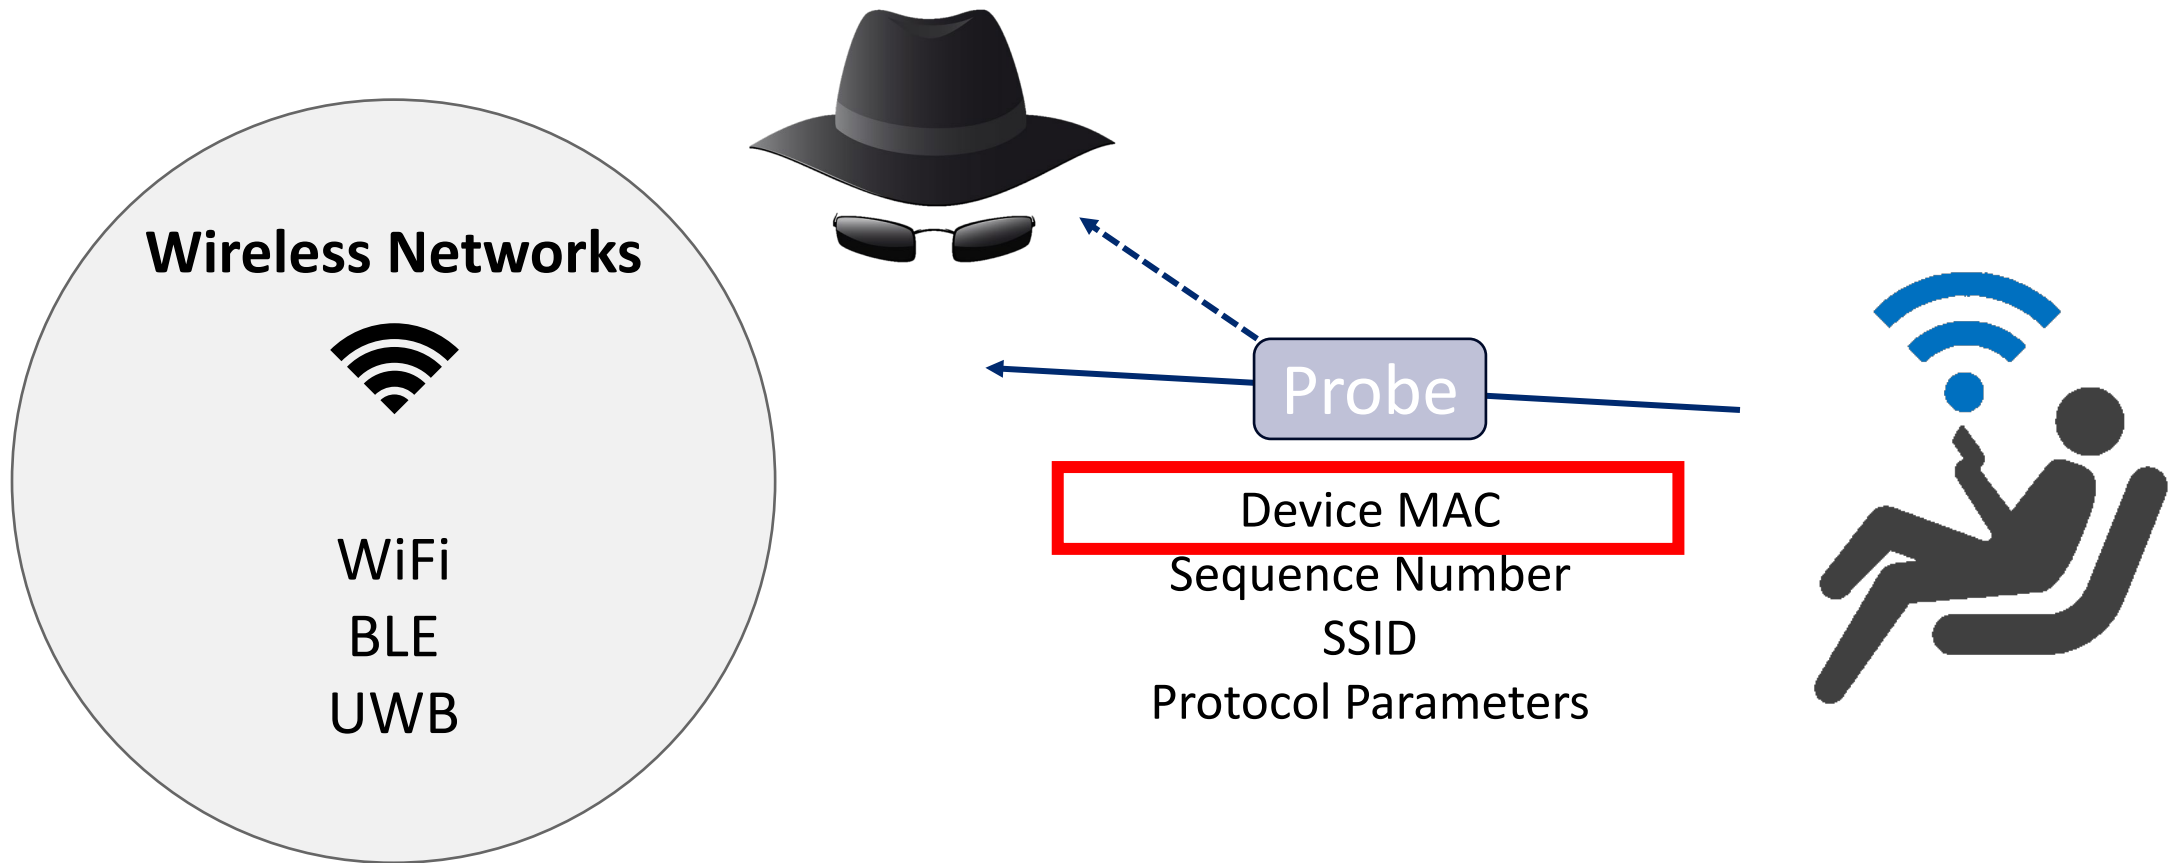 Wireless Networks
WiFi
BLE
UWB
Probe
Device MAC
Sequence Number
SSID
Protocol Parameters